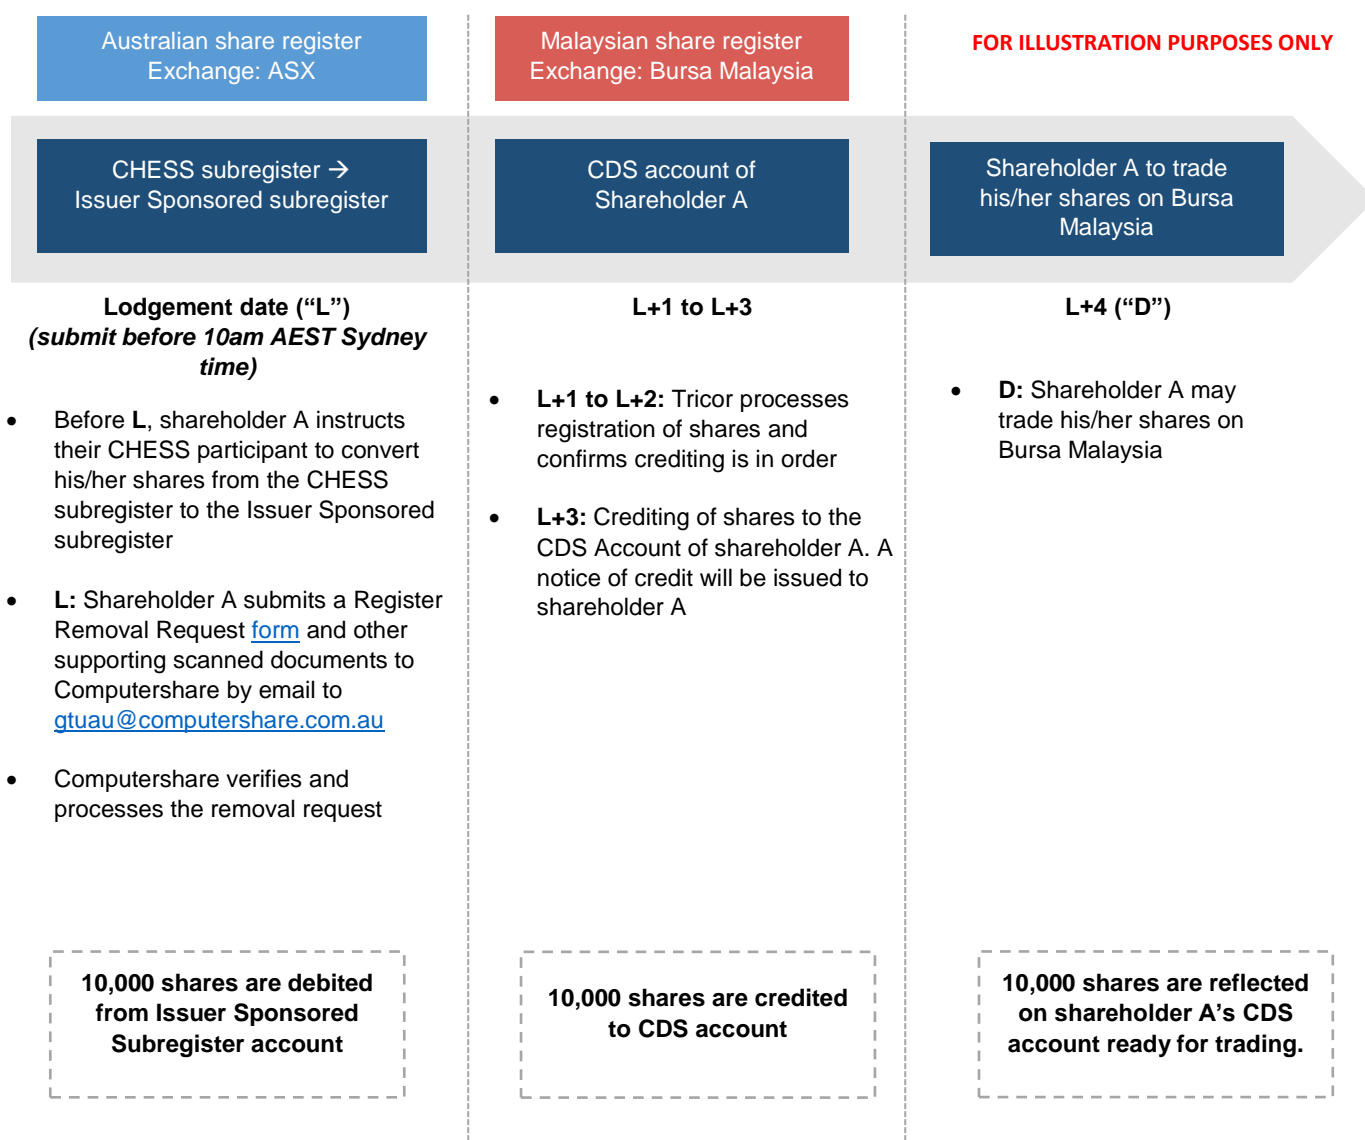 Australian share register
Exchange: ASX
Malaysian share register
Exchange: Bursa Malaysia
FOR ILLUSTRATION PURPOSES ONLY
CHESS subregister →
Issuer Sponsored subregister
CDS account of
Shareholder A
Shareholder A to trade
his/her shares on Bursa
Malaysia
Lodgement date (“L”)
(submit before 10am AEST Sydney
time)
• Before L, shareholder A instructs
their CHESS participant to convert
his/her shares from the CHESS
subregister to the Issuer Sponsored
subregister
• L: Shareholder A submits a Register
Removal Request form and other
supporting scanned documents to
Computershare by email to
gtuau@computershare.com.au
• Computershare verifies and
processes the removal request
10,000 shares are debited
from Issuer Sponsored
Subregister account
L+1 to L+3
• L+1 to L+2: Tricor processes
registration of shares and
confirms crediting is in order
• L+3: Crediting of shares to the
CDS Account of shareholder A. A
notice of credit will be issued to
shareholder A
10,000 shares are credited
to CDS account
L+4 (“D”)
• D: Shareholder A may
trade his/her shares on
Bursa Malaysia
10,000 shares are reflected
on shareholder A’s CDS
account ready for trading.